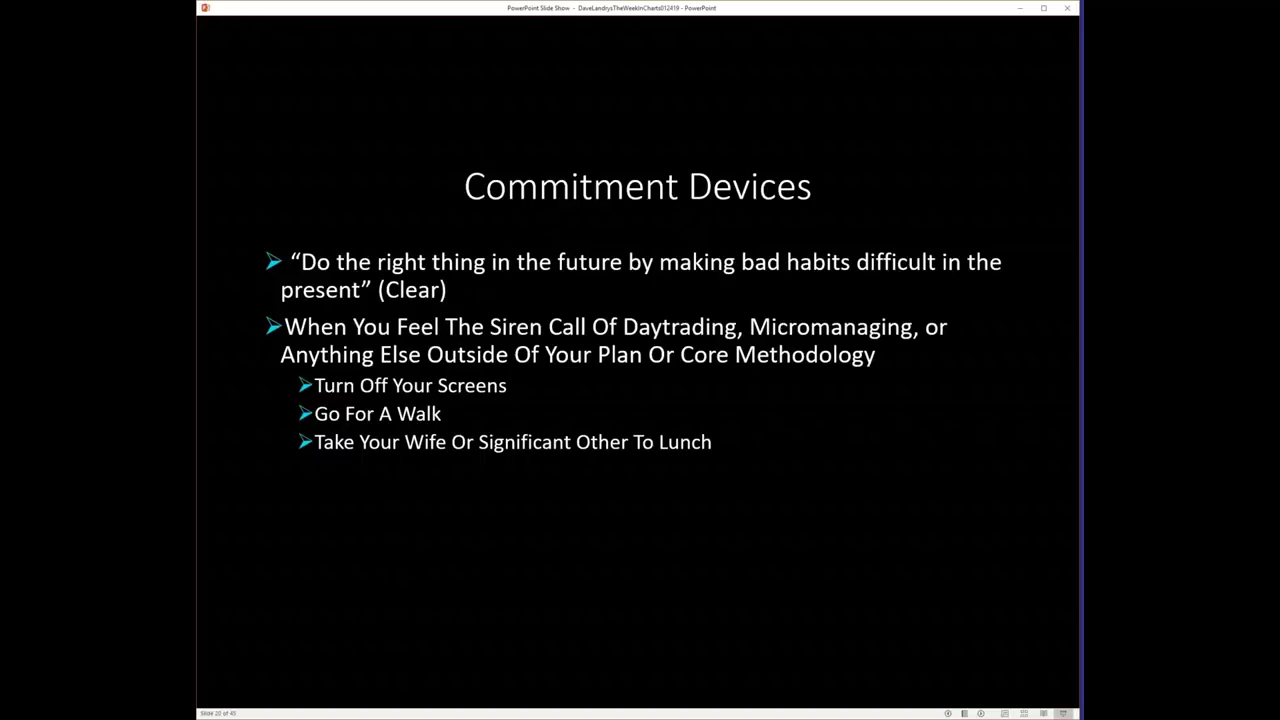 PowerPoint Slide Show - DaveLandrysTheWeekInCharts012419 - PowerPoint
Commitment Devices
“Do the right thing in the future by making bad habits difficult in the
present” (Clear)
When You Feel The Siren Call Of Daytrading, Micromanaging, or
Anything Else Outside Of Your Plan Or Core Methodology
Turn Off Your Screens
Go For A Walk
Take Your Wife Or Significant Other To Lunch